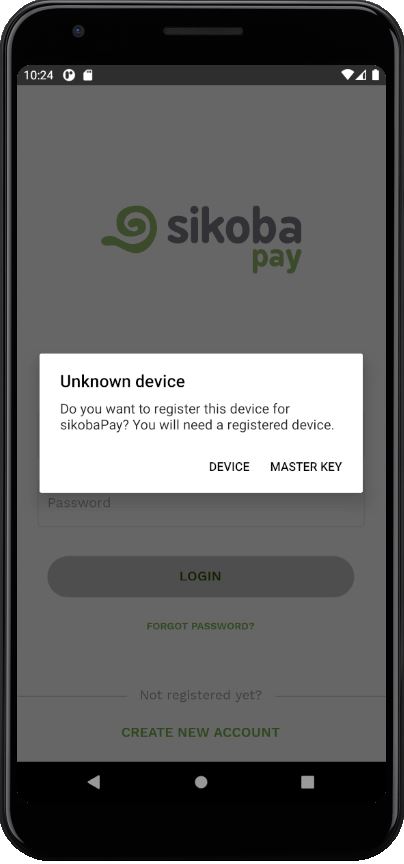 10:24
sikoba
pay
Unknown device
Do you want to register this device for
sikobaPay? You will need a registered device.
DEVICE MASTER KEY
Password
LOGIN
FORGOT PASSWORD?
Not registered yet?
CREATE NEW ACCOUNT